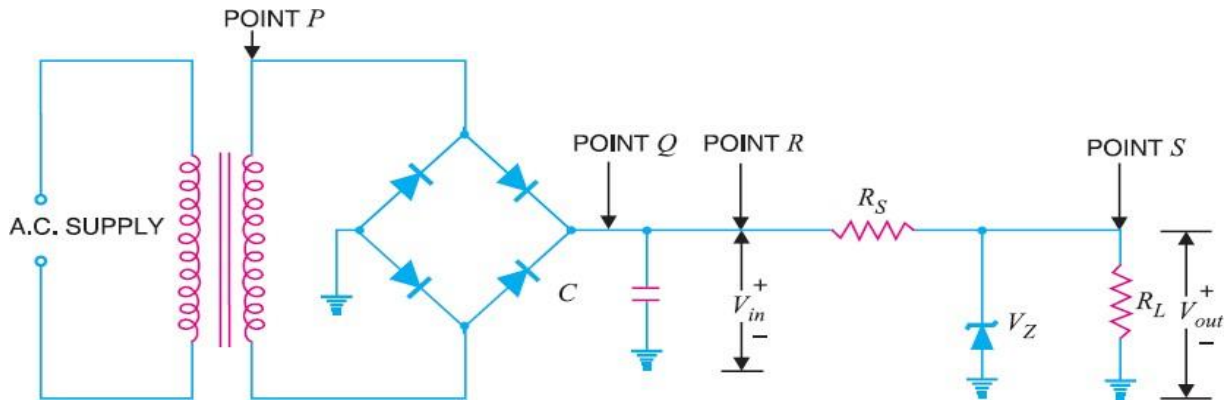 POINT P
POINT Q
POINT R
POINT S
R_S
A.C. SUPPLY
C
+
V_in
−
V_Z
R_L
+
V_out
−